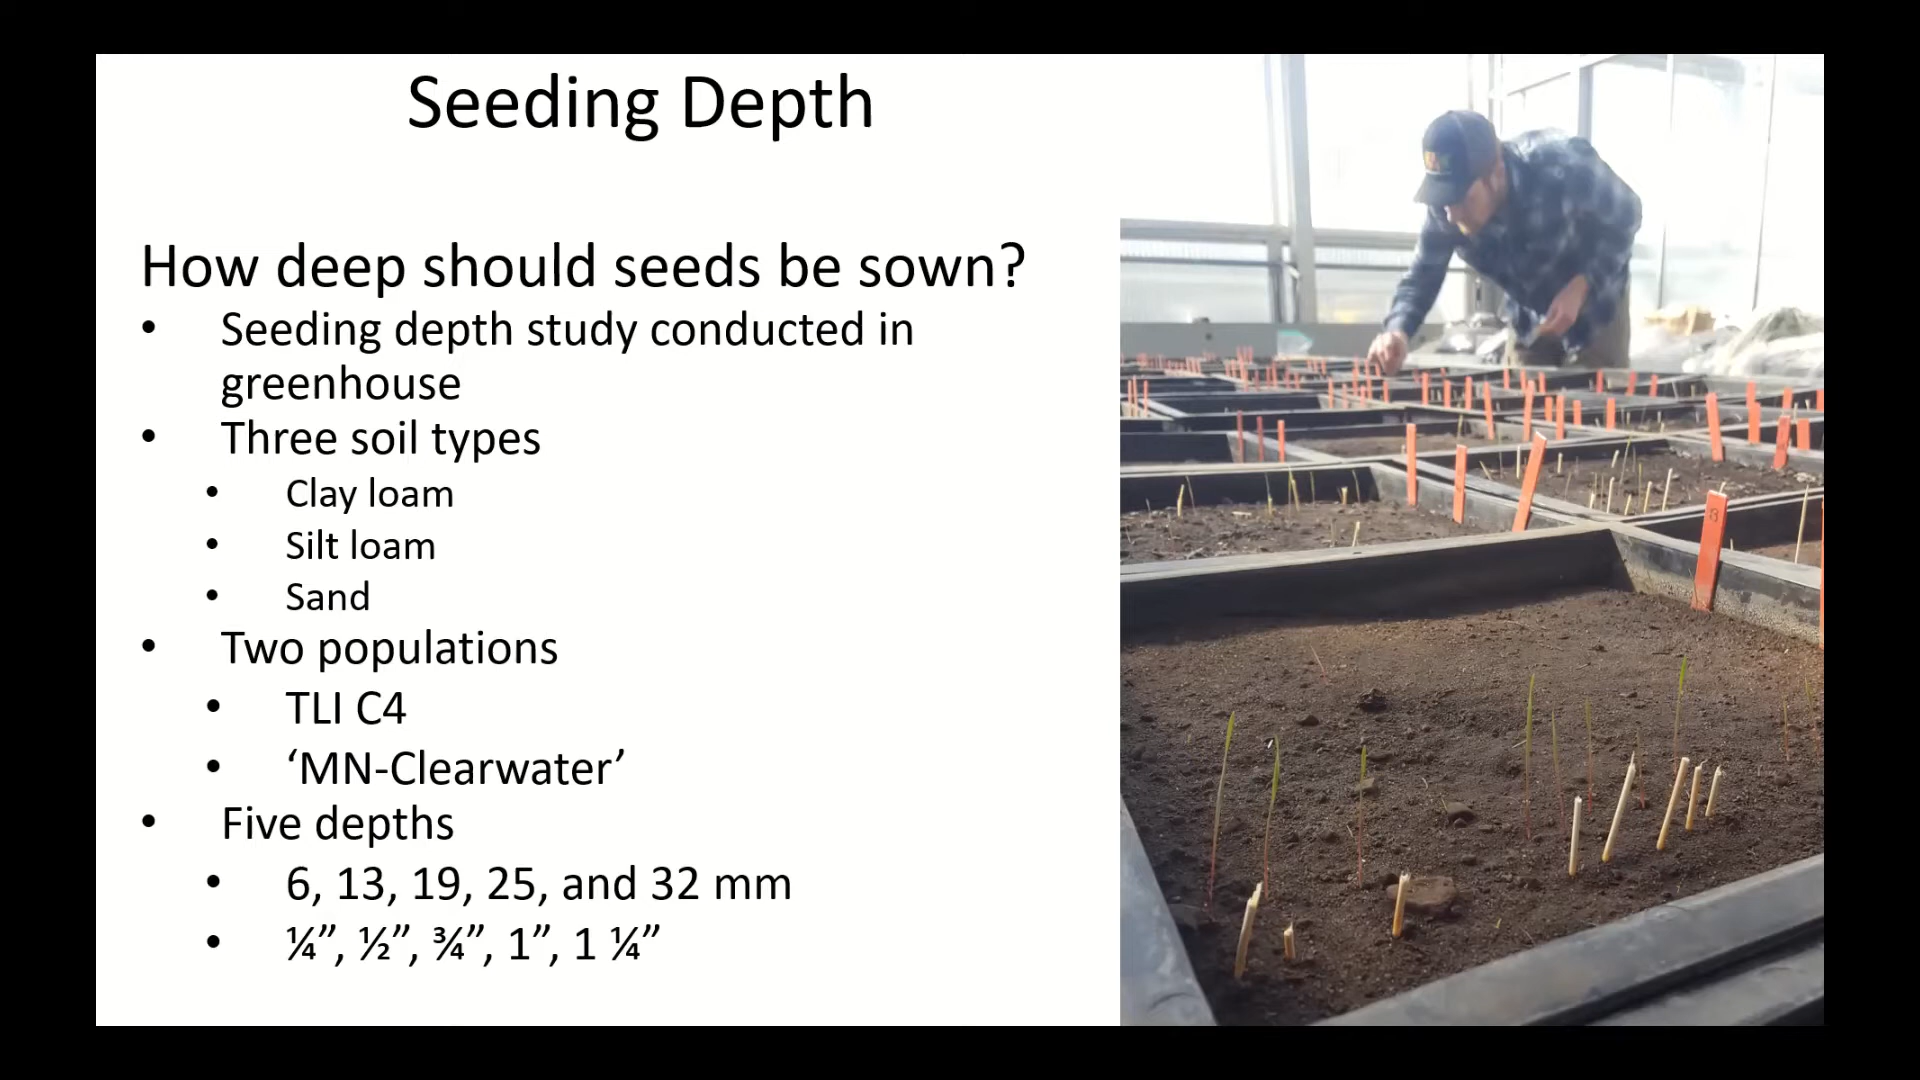 Seeding Depth
How deep should seeds be sown?
• Seeding depth study conducted in
greenhouse
• Three soil types
• Clay loam
• Silt loam
• Sand
• Two populations
• TLI C4
• ‘MN-Clearwater’
• Five depths
• 6, 13, 19, 25, and 32 mm
• ¼”, ½”, ¾”, 1”, 1 ¼”